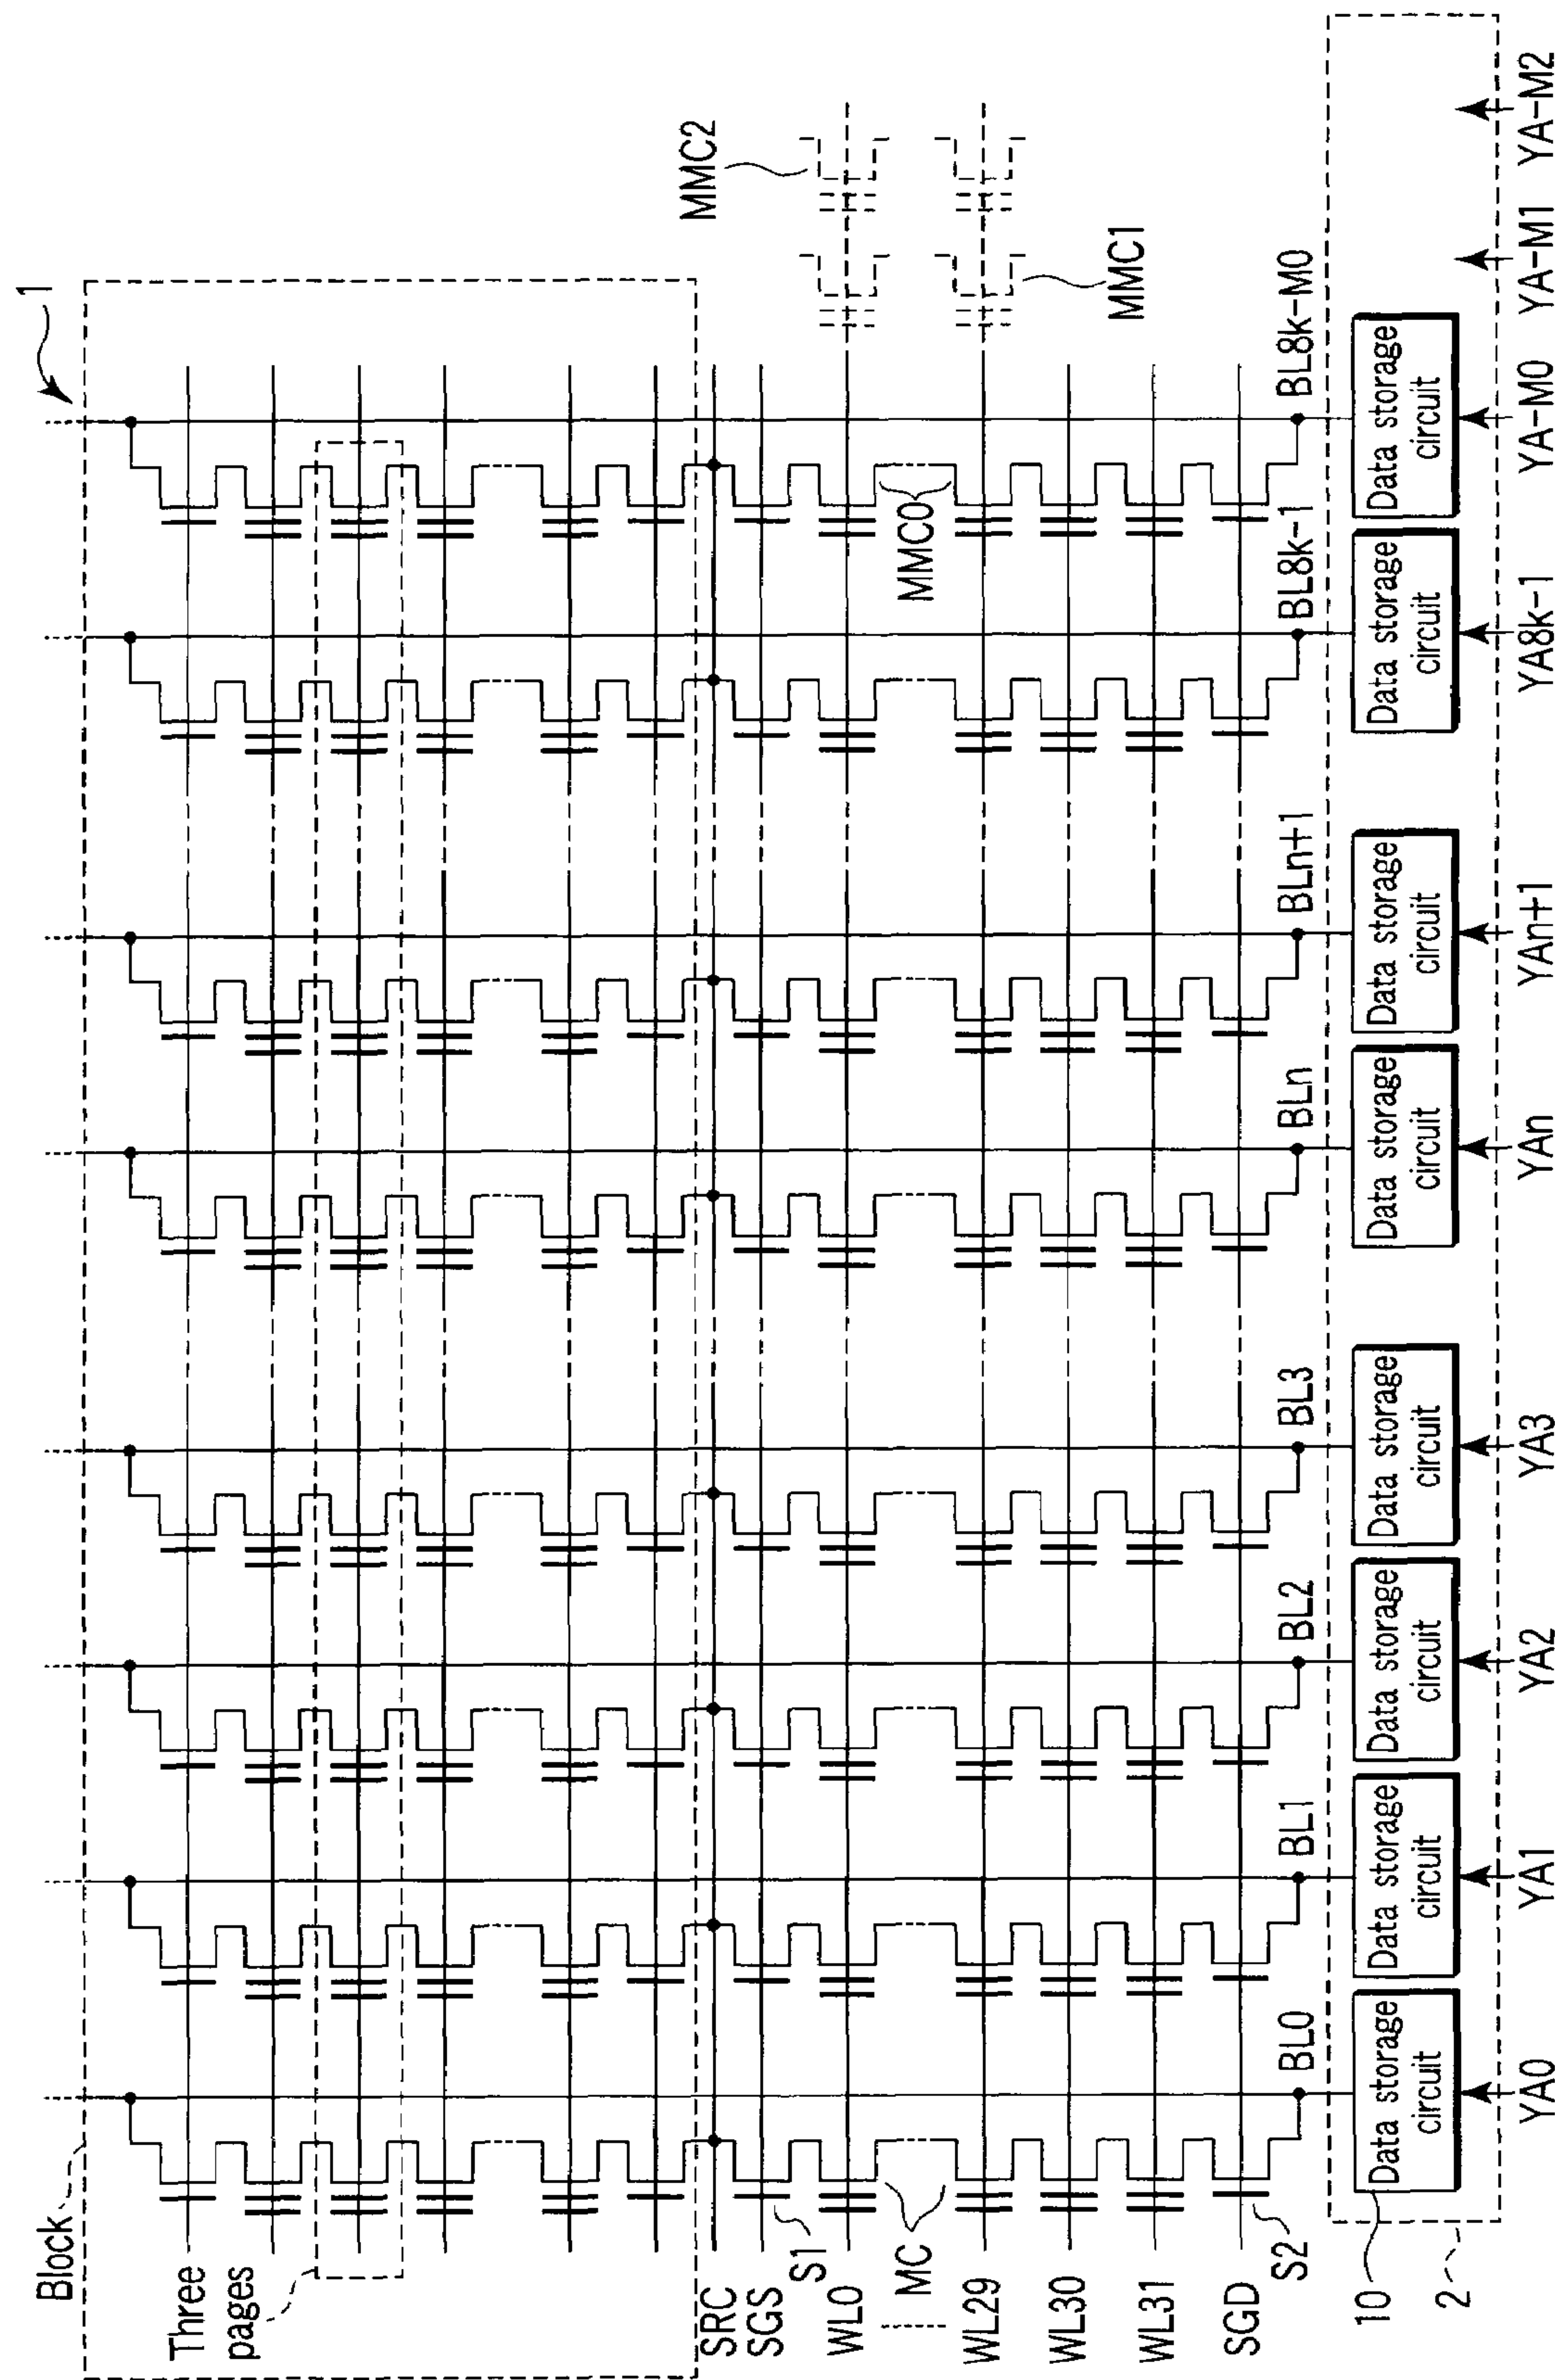 1
Block
Three
pages
SRC
SGS
S1
WL0
MC
WL29
WL30
WL31
SGD
S2
MMC2
MMC0
MMC1
BL0
BL1
BL2
BL3
BLn
BLn+1
BL8k-1
BL8k-M0
10
2
Data storage
circuit
Data storage
circuit
Data storage
circuit
Data storage
circuit
Data storage
circuit
Data storage
circuit
Data storage
circuit
Data storage
circuit
YA0
YA1
YA2
YA3
YAn
YAn+1
YA8k-1
YA-M0
YA-M1
YA-M2